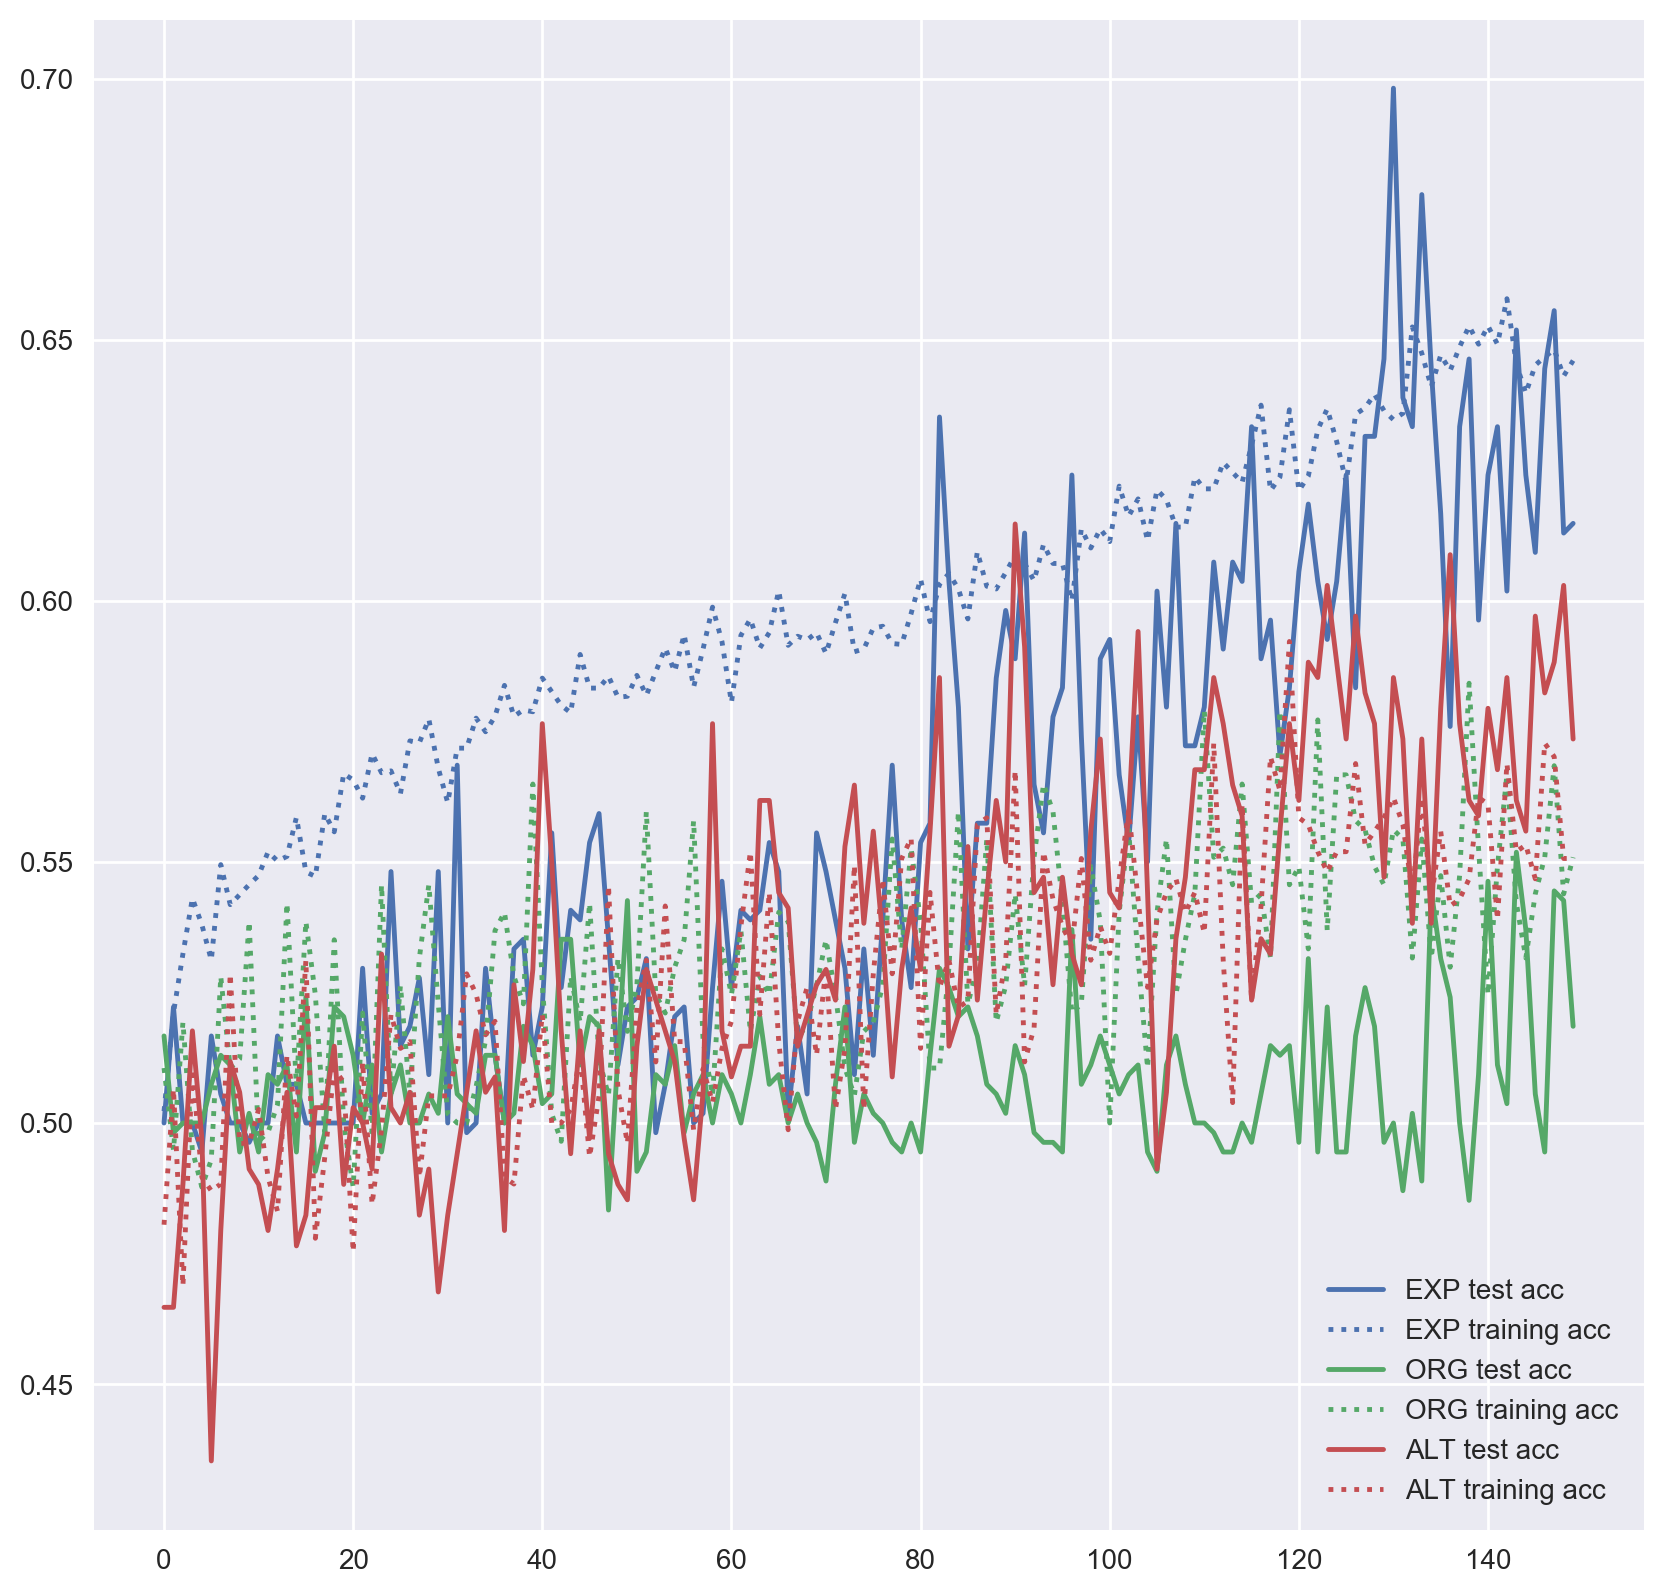 0.70
0.65
0.60
0.55
0.50
0.45
EXP test acc
EXP training acc
ORG test acc
ORG training acc
ALT test acc
ALT training acc
0 20 40 60 80 100 120 140